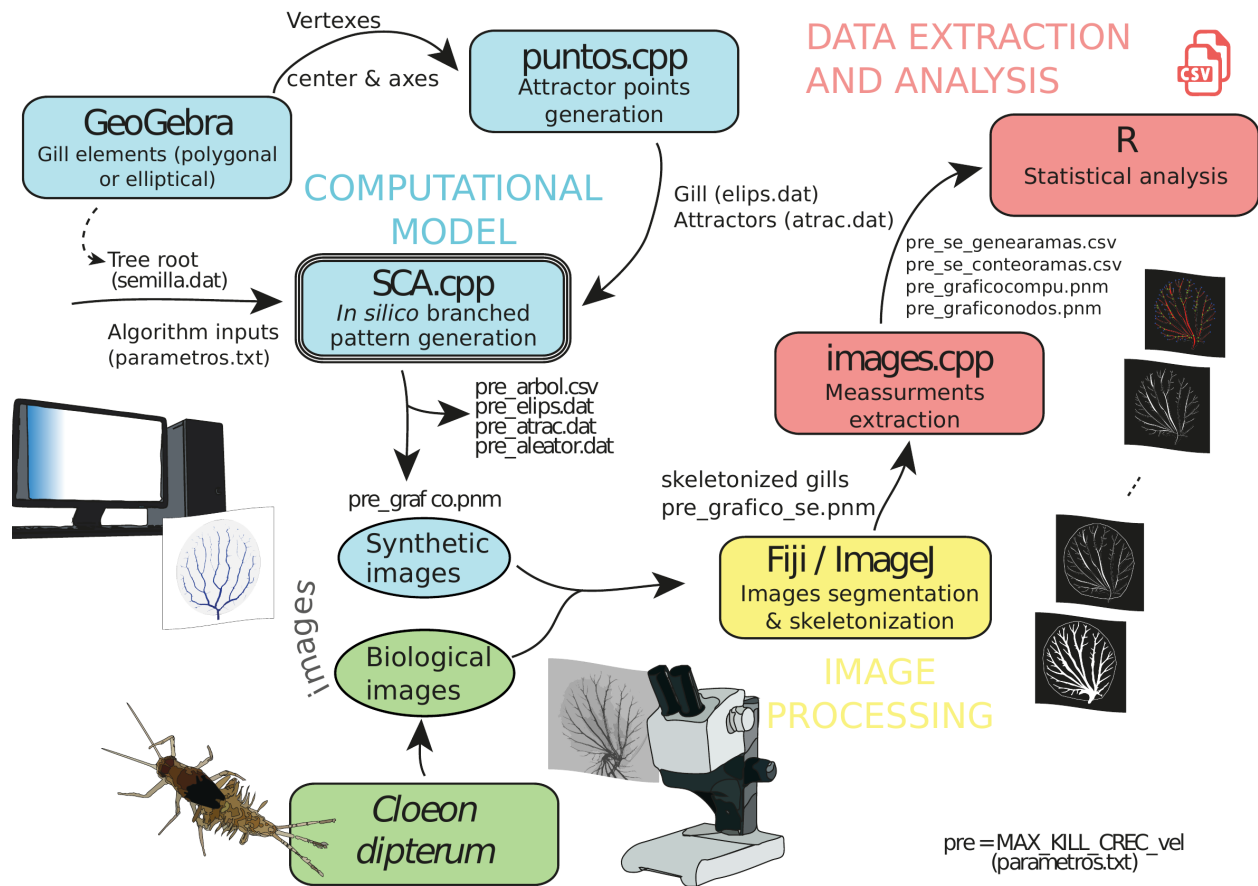 Vertexes
center & axes
puntos.cpp
Attractor points
generation
DATA EXTRACTION
AND ANALYSIS
CSV
GeoGebra
Gill elements (polygonal
or elliptical)
R
Statistical analysis
COMPUTATIONAL
MODEL
Gill (elips.dat)
Attractors (atrac.dat)
Tree root
(semilla.dat)
Algorithm inputs
(parametros.txt)
SCA.cpp
In silico branched
pattern generation
pre_se_genearamas.csv
pre_se_conteoramas.csv
pre_graficocompu.pnm
pre_graficonodos.pnm
images.cpp
Meassurments
extraction
pre_arbol.csv
pre_elips.dat
pre_atrac.dat
pre_aleator.dat
pre_graf co.pnm
skeletonized gills
pre_grafico_se.pnm
Synthetic
images
Fiji / ImageJ
Images segmentation
& skeletonization
images
Biological
images
IMAGE
PROCESSING
Cloeon
dipterum
pre = MAX_KILL_CREC_vel
(parametros.txt)